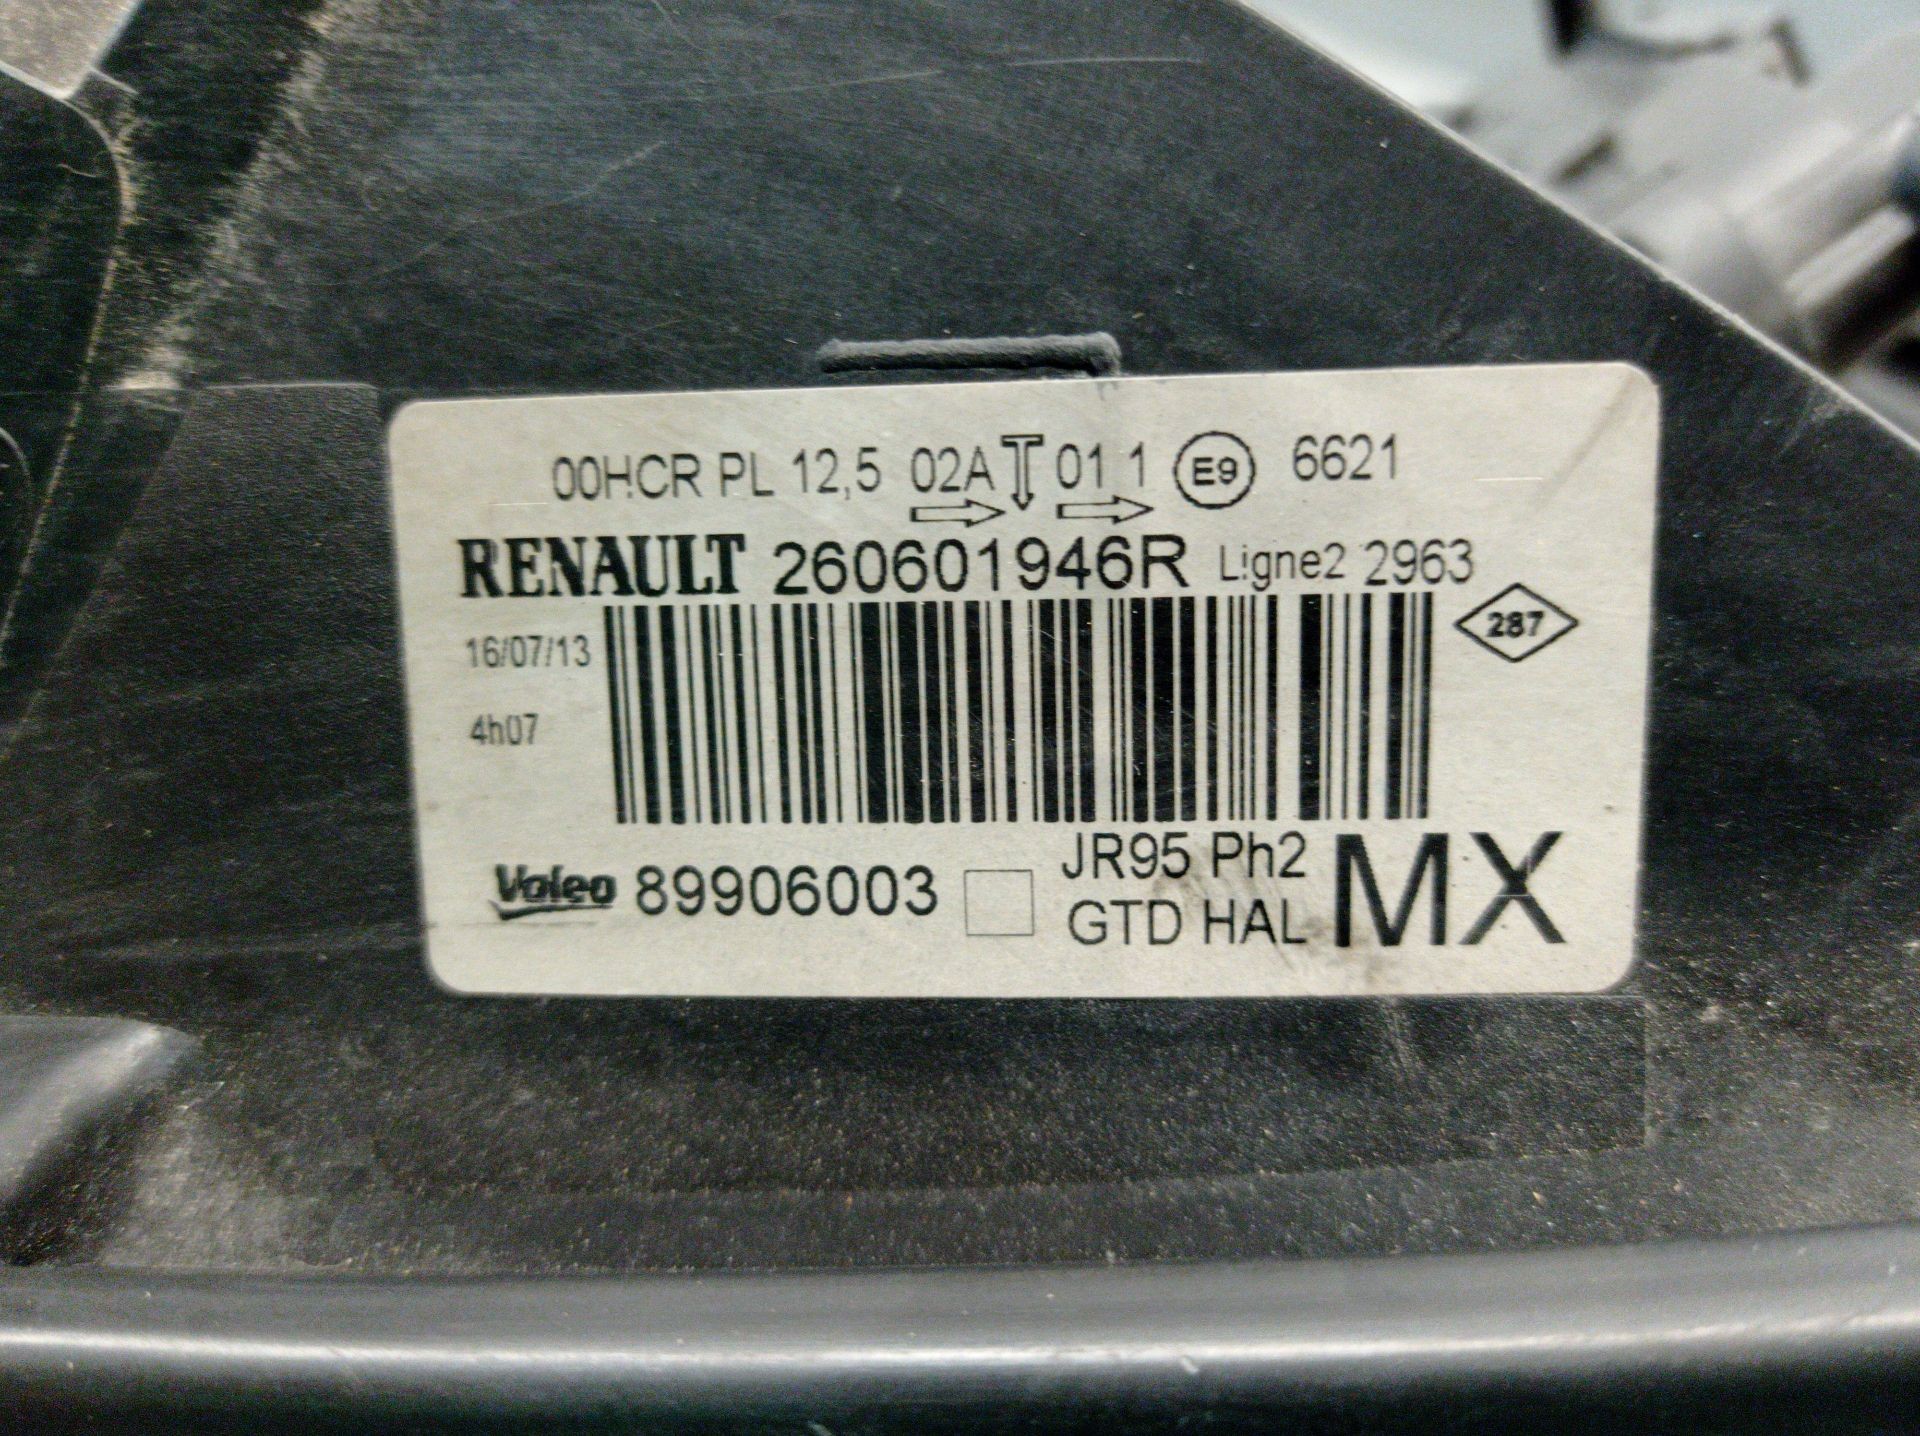 00HCR PL 12,5 02A 01 1 E9 6621
RENAULT 260601946R Ligne2 2963
16/07/13
287
4h07
Valeo 89906003
JR95 Ph2
GTD HAL
MX